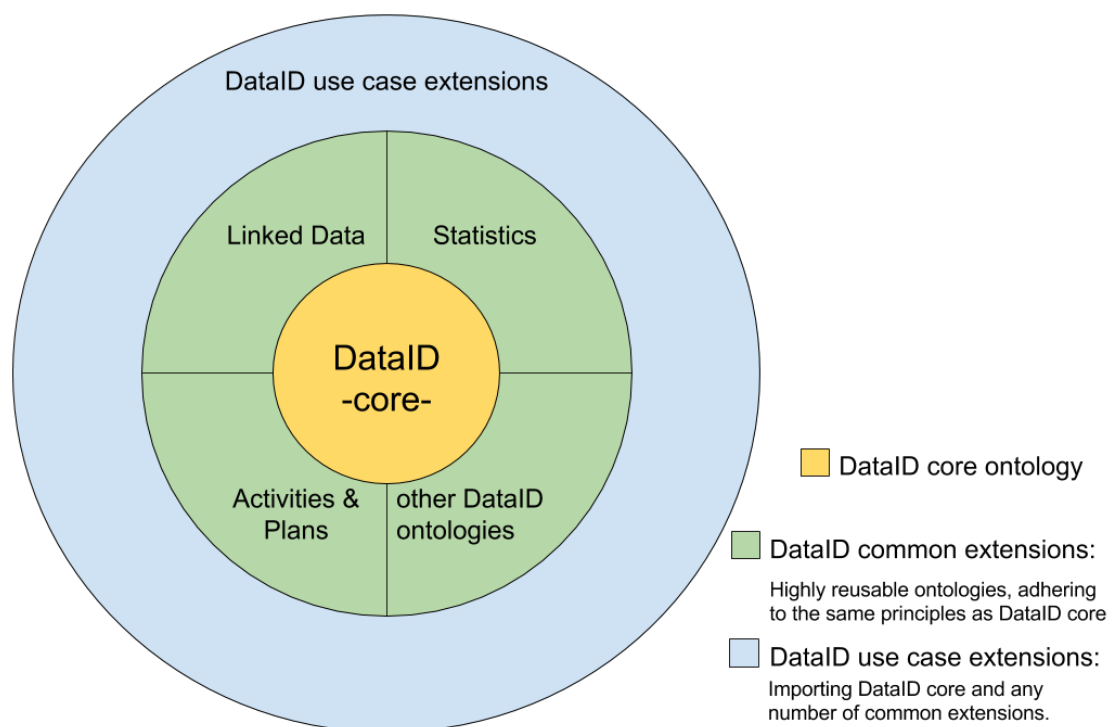 DataID use case extensions
Linked Data
Statistics
DataID
-core-
Activities &
Plans
other DataID
ontologies
DataID core ontology
DataID common extensions:
Highly reusable ontologies, adhering
to the same principles as DataID core
DataID use case extensions:
Importing DataID core and any
number of common extensions.